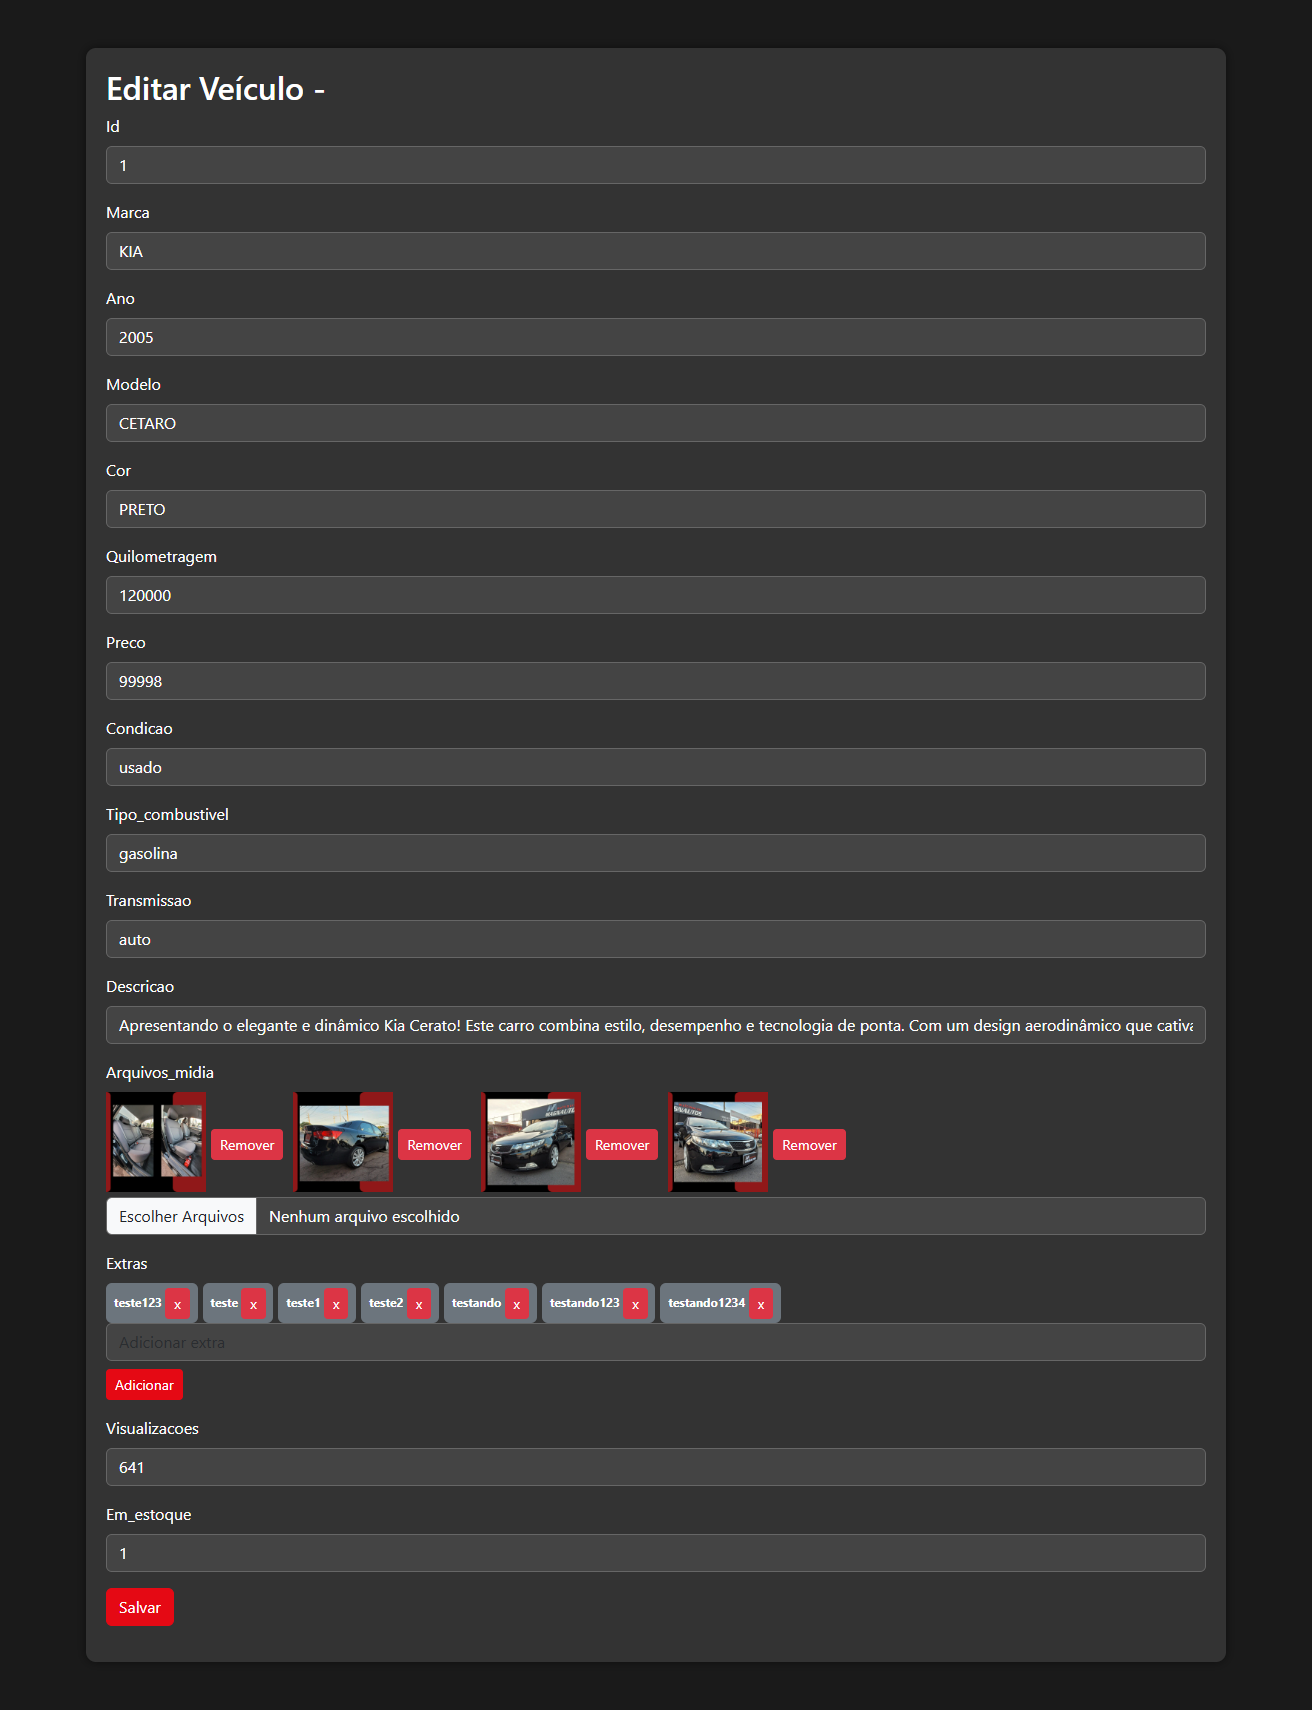 Editar Veículo -
Id
1
Marca
KIA
Ano
2005
Modelo
CETARO
Cor
PRETO
Quilometragem
120000
Preco
99998
Condicao
usado
Tipo_combustivel
gasolina
Transmissao
auto
Descricao
Apresentando o elegante e dinâmico Kia Cerato! Este carro combina estilo, desempenho e tecnologia de ponta. Com um design aerodinâmico que cativa
Arquivos_midia
Remover Remover Remover Remover
Escolher Arquivos Nenhum arquivo escolhido
Extras
teste123 x teste x teste1 x teste2 x testando x testando123 x testando1234 x
Adicionar extra
Adicionar
Visualizacoes
641
Em_estoque
1
Salvar